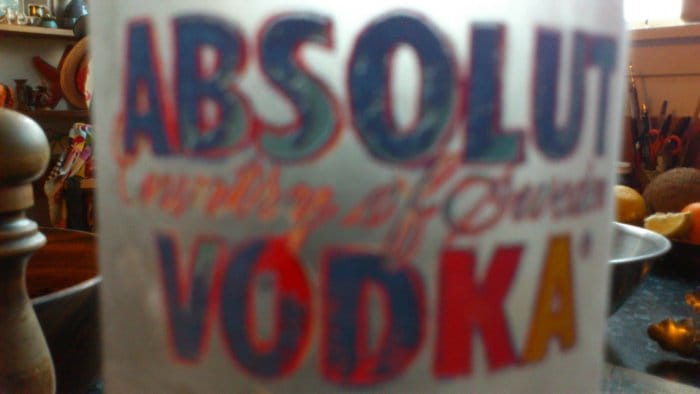 ABSOLUT
Country of Sweden
VODKA